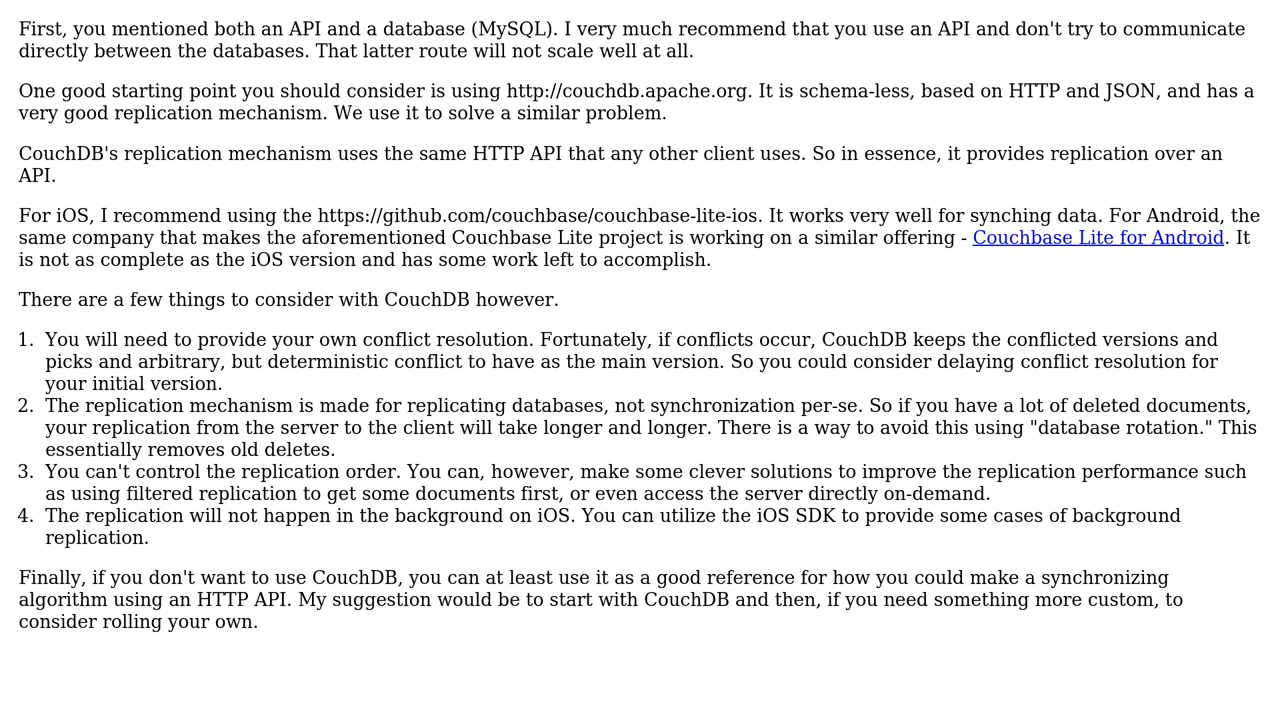 First, you mentioned both an API and a database (MySQL). I very much recommend that you use an API and don't try to communicate
directly between the databases. That latter route will not scale well at all.
One good starting point you should consider is using http://couchdb.apache.org. It is schema-less, based on HTTP and JSON, and has a
very good replication mechanism. We use it to solve a similar problem.
CouchDB's replication mechanism uses the same HTTP API that any other client uses. So in essence, it provides replication over an
API.
For iOS, I recommend using the https://github.com/couchbase/couchbase-lite-ios. It works very well for synching data. For Android, the
same company that makes the aforementioned Couchbase Lite project is working on a similar offering - Couchbase Lite for Android. It
is not as complete as the iOS version and has some work left to accomplish.
There are a few things to consider with CouchDB however.
1. You will need to provide your own conflict resolution. Fortunately, if conflicts occur, CouchDB keeps the conflicted versions and
picks and arbitrary, but deterministic conflict to have as the main version. So you could consider delaying conflict resolution for
your initial version.
2. The replication mechanism is made for replicating databases, not synchronization per-se. So if you have a lot of deleted documents,
your replication from the server to the client will take longer and longer. There is a way to avoid this using "database rotation." This
essentially removes old deletes.
3. You can't control the replication order. You can, however, make some clever solutions to improve the replication performance such
as using filtered replication to get some documents first, or even access the server directly on-demand.
4. The replication will not happen in the background on iOS. You can utilize the iOS SDK to provide some cases of background
replication.
Finally, if you don't want to use CouchDB, you can at least use it as a good reference for how you could make a synchronizing
algorithm using an HTTP API. My suggestion would be to start with CouchDB and then, if you need something more custom, to
consider rolling your own.